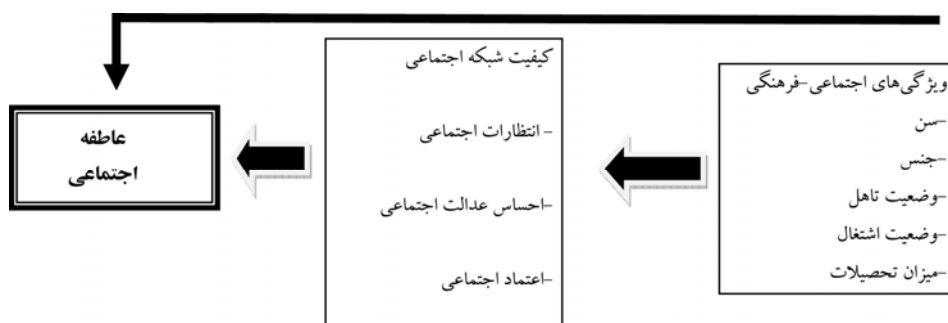 ویژگی‌های اجتماعی-فرهنگی
-سن
-جنس
-وضعیت تاهل
-وضعیت اشتغال
-میزان تحصیلات
کیفیت شبکه اجتماعی
- انتظارات اجتماعی
-احساس عدالت اجتماعی
-اعتماد اجتماعی
عاطفه
اجتماعی